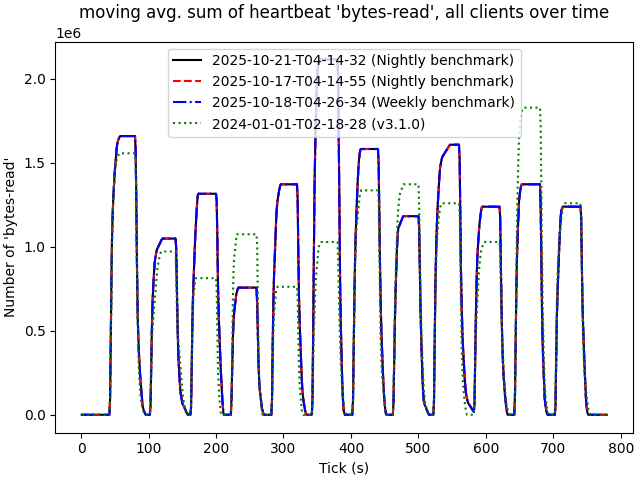 moving avg. sum of heartbeat 'bytes-read', all clients over time
1e6
2025-10-21-T04-14-32 (Nightly benchmark)
2025-10-17-T04-14-55 (Nightly benchmark)
2025-10-18-T04-26-34 (Weekly benchmark)
2024-01-01-T02-18-28 (v3.1.0)
Number of 'bytes-read'
2.0
1.5
1.0
0.5
0.0
0 100 200 300 400 500 600 700 800
Tick (s)